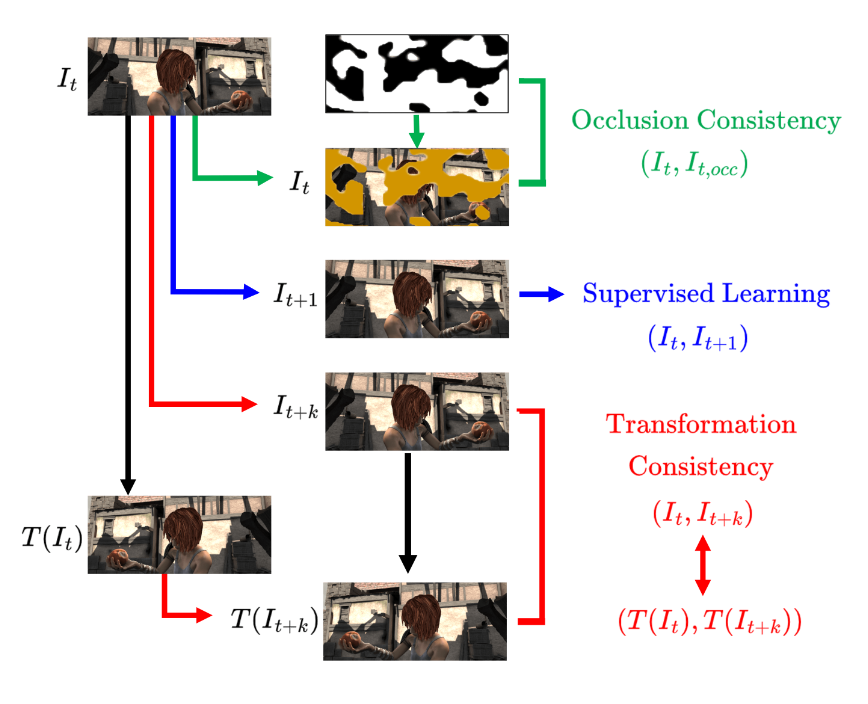 I_t
I_t
Occlusion Consistency
(I_t, I_{t,occ})
I_{t+1}
Supervised Learning
(I_t, I_{t+1})
I_{t+k}
Transformation
Consistency
(I_t, I_{t+k})
T(I_t)
T(I_{t+k})
(T(I_t), T(I_{t+k}))